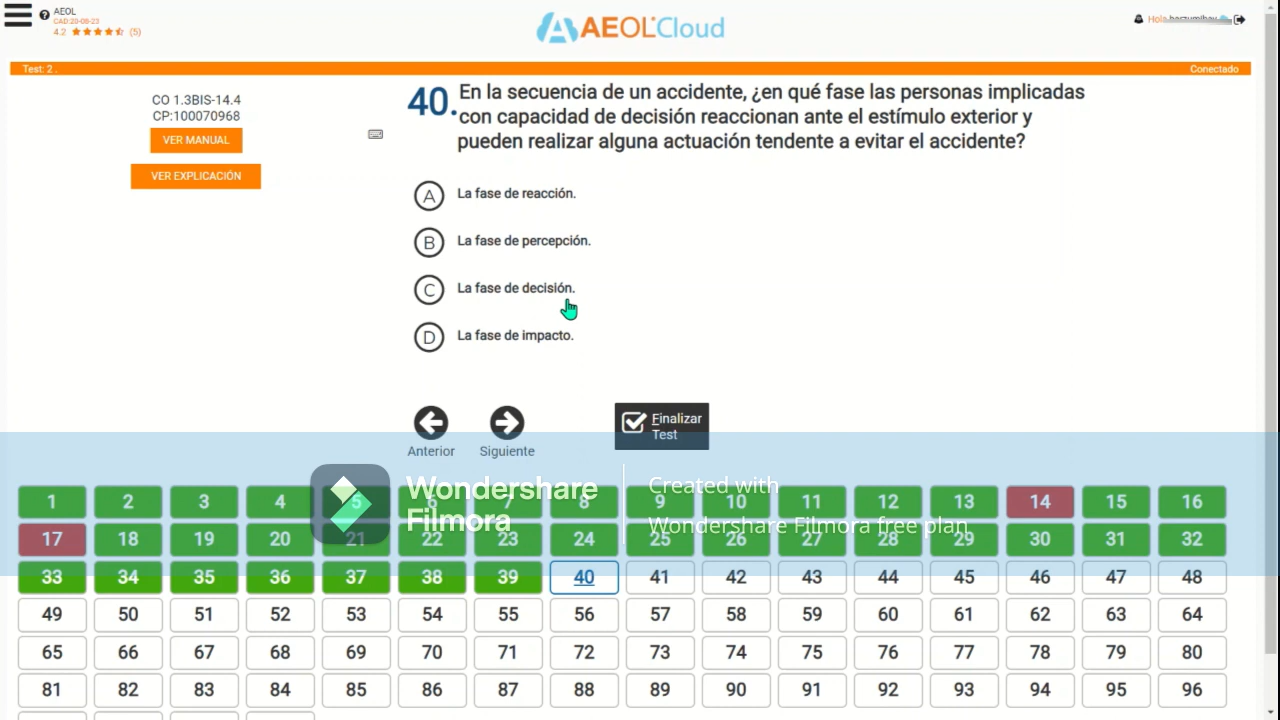 AEOL
CAD:20-08-23
4.2 (5)
AEOL Cloud
Hola
Test: 2 .
Conectado
CO 1.3BIS-14.4
CP:100070968
VER MANUAL
VER EXPLICACIÓN
40. En la secuencia de un accidente, ¿en qué fase las personas implicadas
con capacidad de decisión reaccionan ante el estímulo exterior y
pueden realizar alguna actuación tendente a evitar el accidente?
A La fase de reacción.
B La fase de percepción.
C La fase de decisión.
D La fase de impacto.
Anterior
Siguiente
Finalizar
Test
Wondershare
Filmora
Created with
Wondershare Filmora free plan
1 2 3 4 5 6 7 8 9 10 11 12 13 14 15 16
17 18 19 20 21 22 23 24 25 26 27 28 29 30 31 32
33 34 35 36 37 38 39 40 41 42 43 44 45 46 47 48
49 50 51 52 53 54 55 56 57 58 59 60 61 62 63 64
65 66 67 68 69 70 71 72 73 74 75 76 77 78 79 80
81 82 83 84 85 86 87 88 89 90 91 92 93 94 95 96